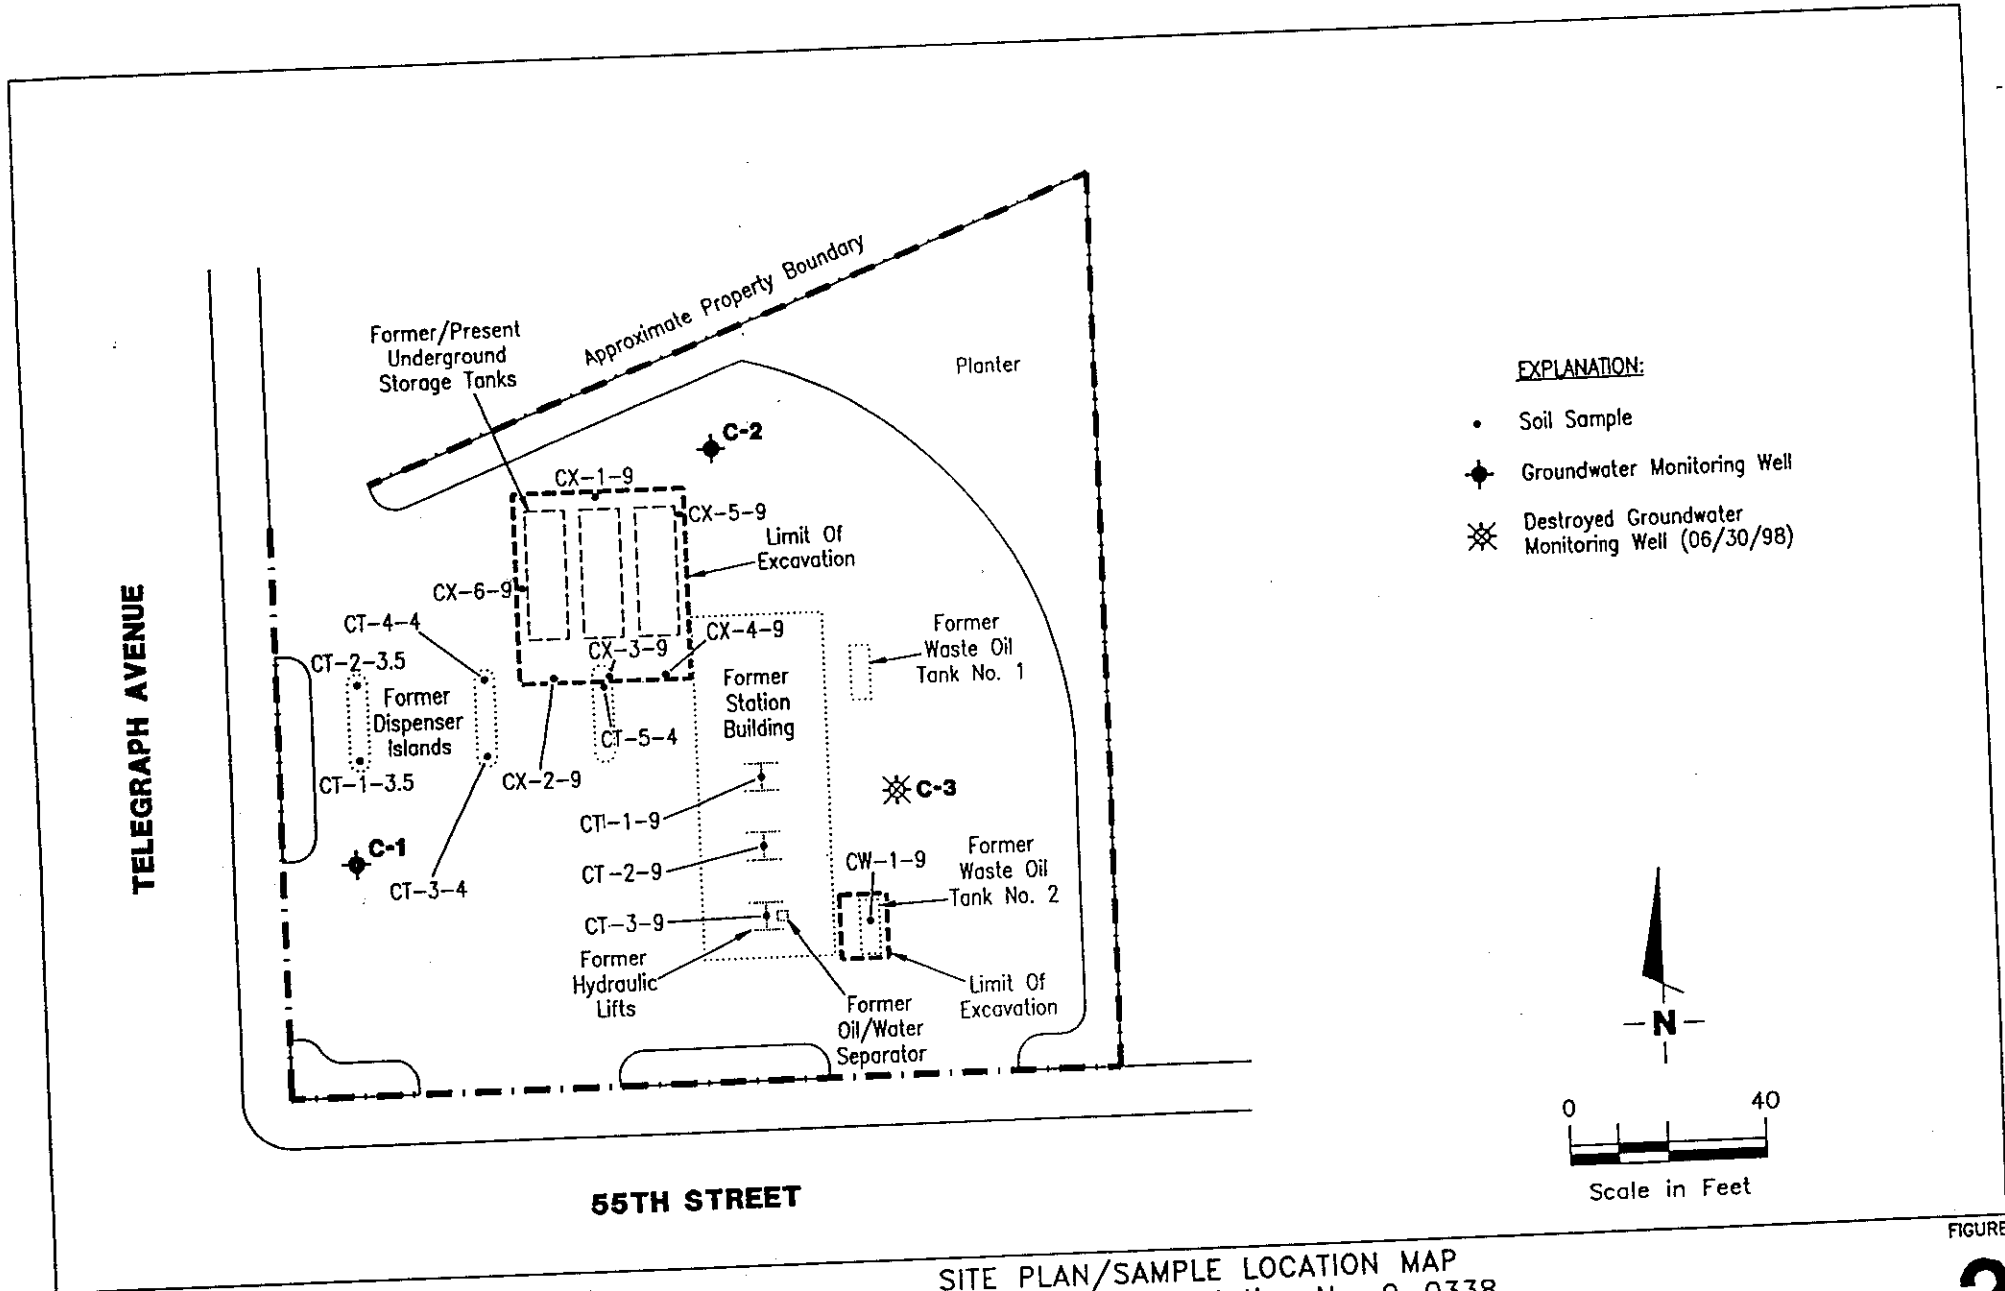 Former/Present
Underground
Storage Tanks
Approximate Property Boundary
Planter
C-2
CX-1-9
CX-5-9
Limit Of
Excavation
CX-6-9
CT-4-4
CT-2-3.5
Former
Dispenser
Islands
CT-1-3.5
CX-3-9
CX-4-9
CT-5-4
CX-2-9
Former
Station
Building
Former
Waste Oil
Tank No. 1
C-3
C-1
CT-3-4
CT-1-9
CT-2-9
CT-3-9
CW-1-9
Former
Waste Oil
Tank No. 2
Former
Hydraulic
Lifts
Former
Oil/Water
Separator
Limit Of
Excavation
TELEGRAPH AVENUE
55TH STREET
EXPLANATION:
Soil Sample
Groundwater Monitoring Well
Destroyed Groundwater
Monitoring Well (06/30/98)
N
0 40
Scale in Feet
FIGURE
SITE PLAN/SAMPLE LOCATION MAP
No. 9-0338